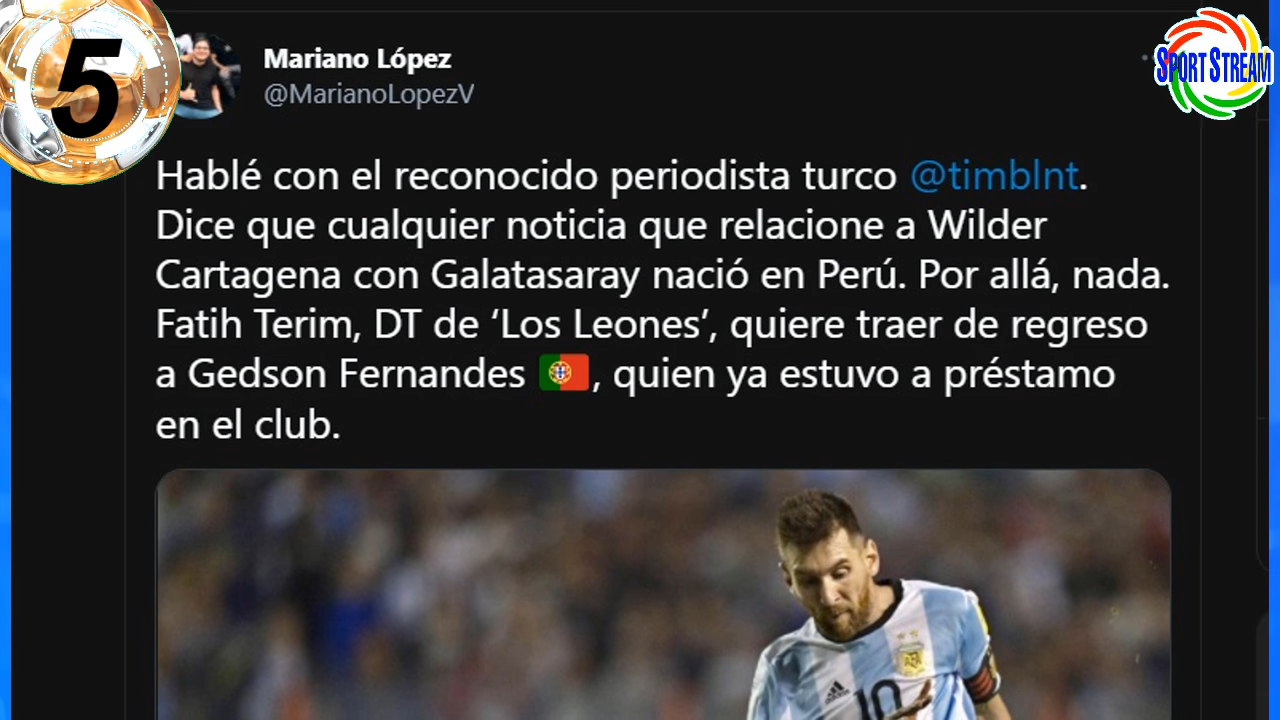 5
Mariano López
@MarianoLopezV
SPORT STREAM
Hablé con el reconocido periodista turco @timblnt.
Dice que cualquier noticia que relacione a Wilder
Cartagena con Galatasaray nació en Perú. Por allá, nada.
Fatih Terim, DT de ‘Los Leones’, quiere traer de regreso
a Gedson Fernandes 🇵🇹, quien ya estuvo a préstamo
en el club.
10